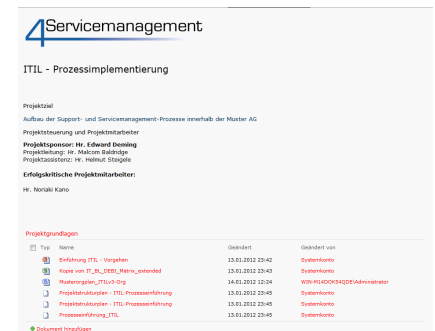 4Servicemanagement
ITIL - Prozessimplementierung
Projektziel
Aufbau der Support- und Servicemanagement-Prozesse innerhalb der Muster AG
Projektsteuerung und Projektmitarbeiter
Projektsponsor: Hr. Edward Deming
Projektleitung: Hr. Malcom Baldridge
Projektassistenz: Hr. Helmut Steigele
Erfolgskritische Projektmitarbeiter:
Hr. Noriaki Kano
Projektgrundlagen
Typ Name Geändert Geändert von
Einführung ITIL - Vorgehen 13.01.2012 23:42 Systemkonto
Kopie von IT_BL_DEBI_Matrix_extended 13.01.2012 23:43 Systemkonto
Musterorgplan_ITILv3-Org 14.01.2012 12:24 WIN-M14DOK54QDE\Administrator
Projektstrukturplan - ITIL-Prozesseinführung 13.01.2012 23:45 Systemkonto
Projektstrukturplan - ITIL-Prozesseinführung 13.01.2012 23:45 Systemkonto
Prozesseinführung_ITIL 13.01.2012 23:45 Systemkonto
Dokument hinzufügen